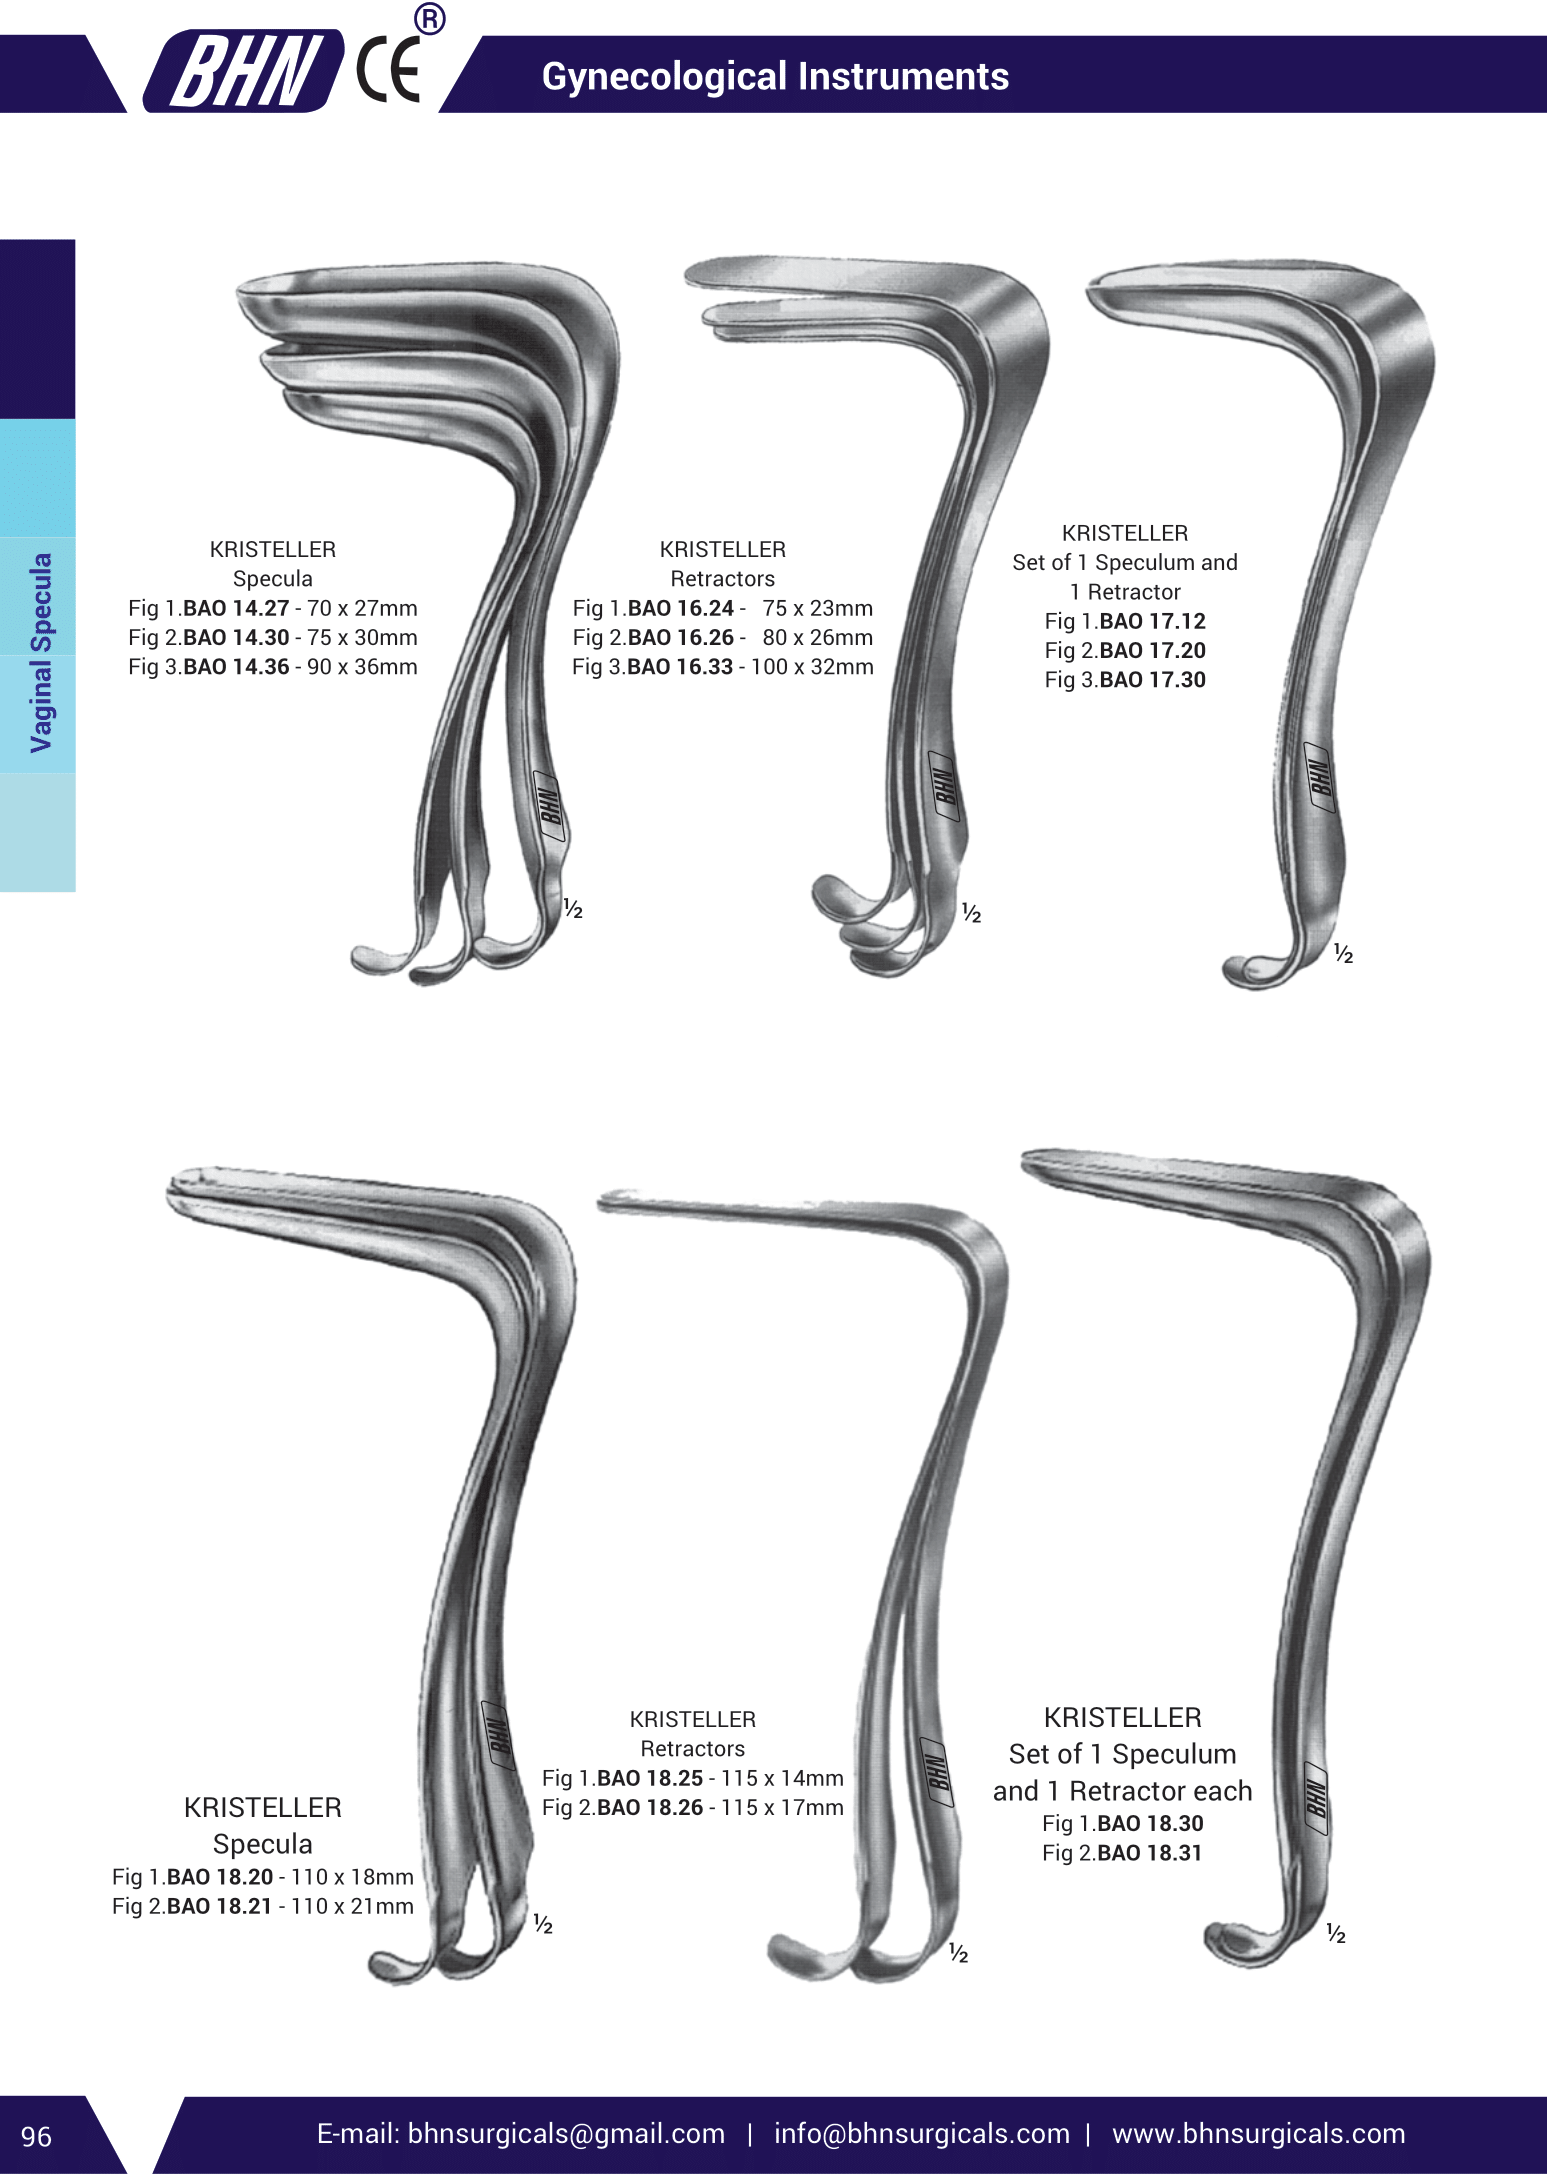 BHN CE ®
Gynecological Instruments
Vaginal Specula
KRISTELLER
Specula
Fig 1.BAO 14.27 - 70 x 27mm
Fig 2.BAO 14.30 - 75 x 30mm
Fig 3.BAO 14.36 - 90 x 36mm
BHN
½
KRISTELLER
Retractors
Fig 1.BAO 16.24 - 75 x 23mm
Fig 2.BAO 16.26 - 80 x 26mm
Fig 3.BAO 16.33 - 100 x 32mm
BHN
½
KRISTELLER
Set of 1 Speculum and
1 Retractor
Fig 1.BAO 17.12
Fig 2.BAO 17.20
Fig 3.BAO 17.30
BHN
½
KRISTELLER
Specula
Fig 1.BAO 18.20 - 110 x 18mm
Fig 2.BAO 18.21 - 110 x 21mm
BHN
½
KRISTELLER
Retractors
Fig 1.BAO 18.25 - 115 x 14mm
Fig 2.BAO 18.26 - 115 x 17mm
BHN
½
KRISTELLER
Set of 1 Speculum
and 1 Retractor each
Fig 1.BAO 18.30
Fig 2.BAO 18.31
BHN
½
96
E-mail: bhnsurgicals@gmail.com | info@bhnsurgicals.com | www.bhnsurgicals.com